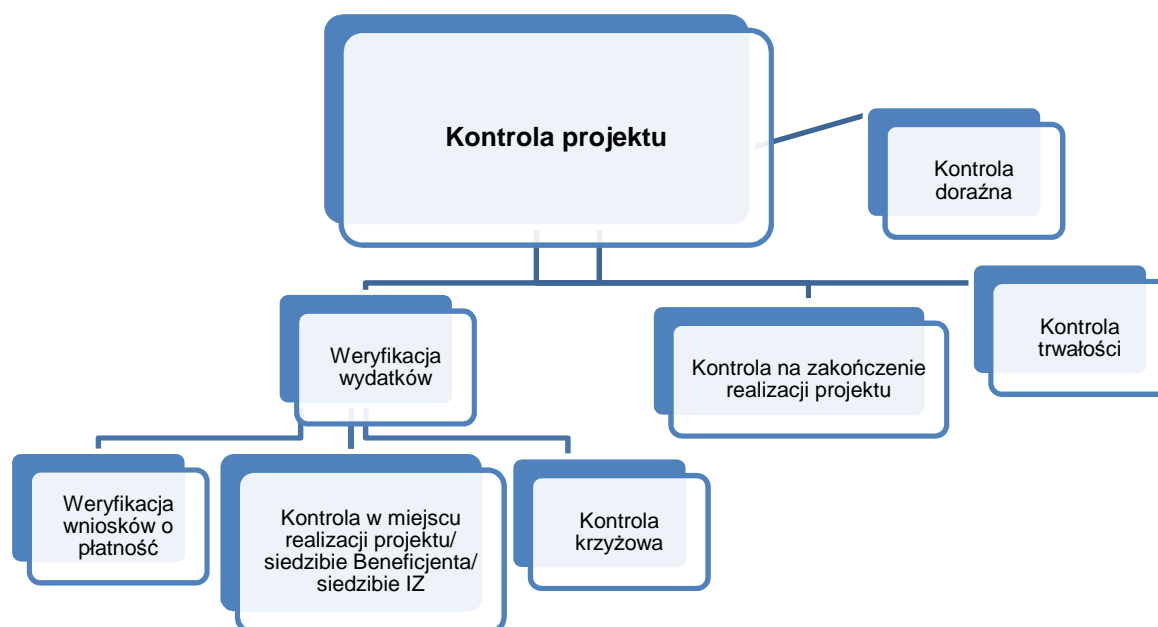 Kontrola projektu
Kontrola
doraźna
Weryfikacja
wydatków
Kontrola na zakończenie
realizacji projektu
Kontrola
trwałości
Weryfikacja
wniosków o
płatność
Kontrola w miejscu
realizacji projektu/
siedzibie Beneficjenta/
siedzibie IZ
Kontrola
krzyżowa